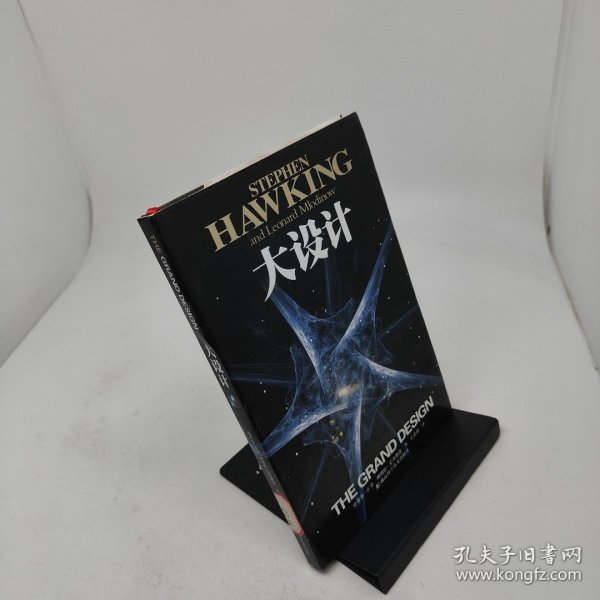 STEPHEN
HAWKING
and Leonard Mlodinow
大设计
THE GRAND DESIGN
THE GRAND DESIGN 大设计
孔夫子旧書网
www.kongfz.com